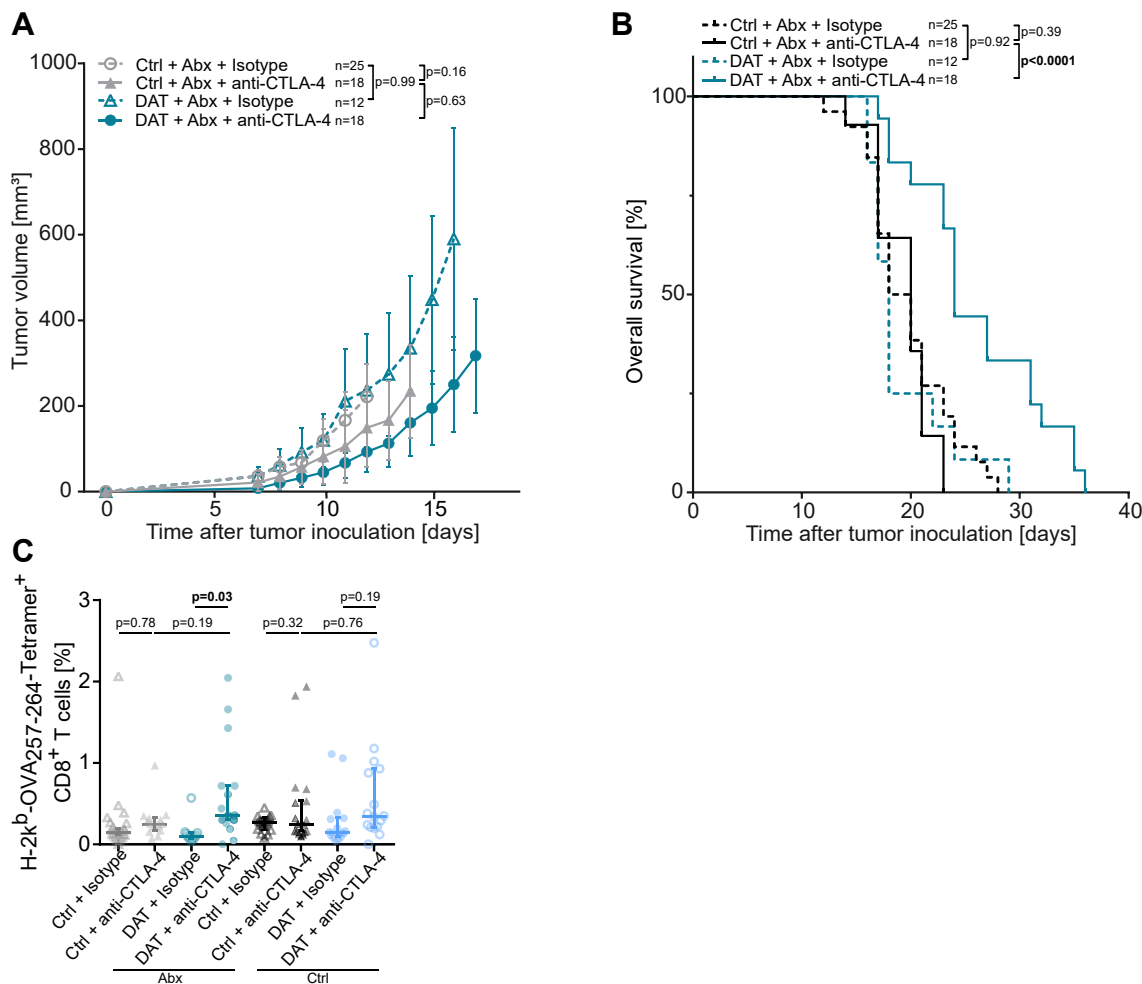 A
Ctrl + Abx + Isotype n=25
Ctrl + Abx + anti-CTLA-4 n=18
DAT + Abx + Isotype n=12
DAT + Abx + anti-CTLA-4 n=18
p=0.99
p=0.16
p=0.63
1000
800
600
400
200
0
Tumor volume [mm³]
0 5 10 15
Time after tumor inoculation [days]
B
Ctrl + Abx + Isotype n=25
Ctrl + Abx + anti-CTLA-4 n=18
DAT + Abx + Isotype n=12
DAT + Abx + anti-CTLA-4 n=18
p=0.92
p=0.39
p<0.0001
100
50
0
Overall survival [%]
0 10 20 30 40
Time after tumor inoculation [days]
C
H-2kᵇ-OVA₂₅₇₋₂₆₄-Tetramer⁺
CD8⁺ T cells [%]
3
2
1
0
p=0.03
p=0.19
p=0.78
p=0.19
p=0.32
p=0.76
Ctrl + Isotype
Ctrl + anti-CTLA-4
DAT + Isotype
DAT + anti-CTLA-4
Ctrl + Isotype
Ctrl + anti-CTLA-4
DAT + Isotype
DAT + anti-CTLA-4
Abx
Ctrl